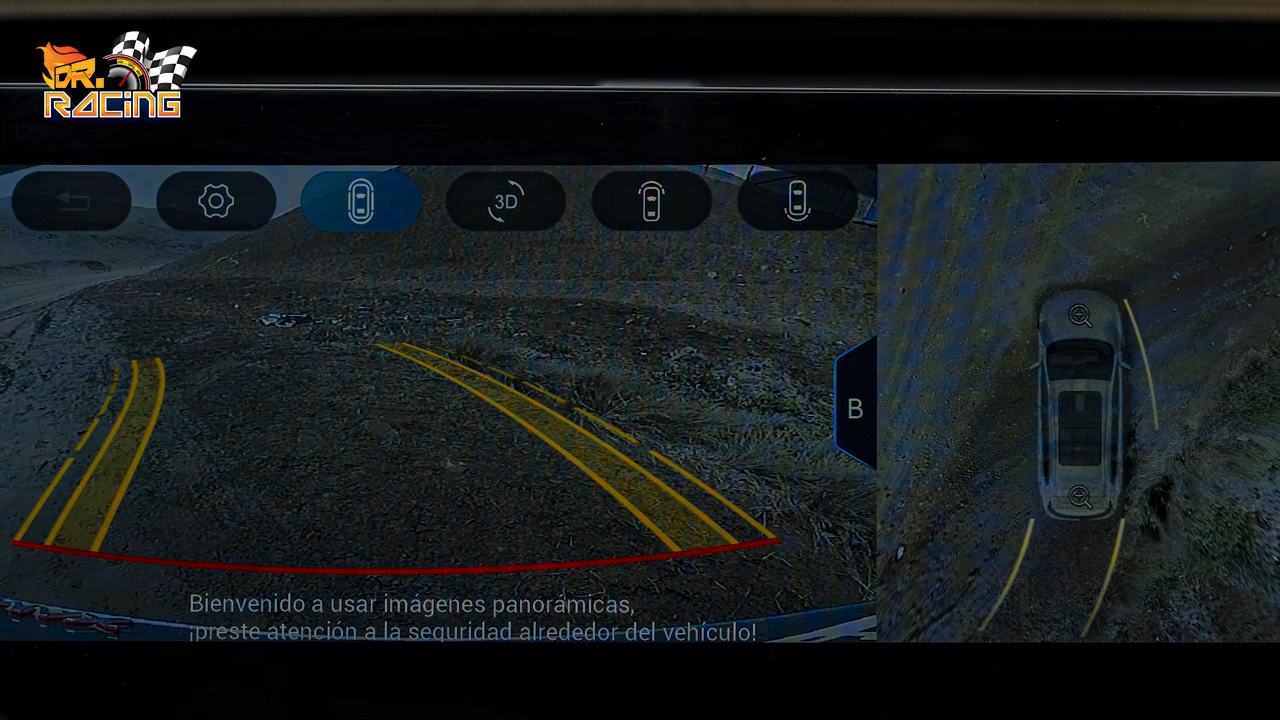 DR.
RACING
3D
B
Bienvenido a usar imágenes panorámicas,
¡preste atención a la seguridad alrededor del vehículo!